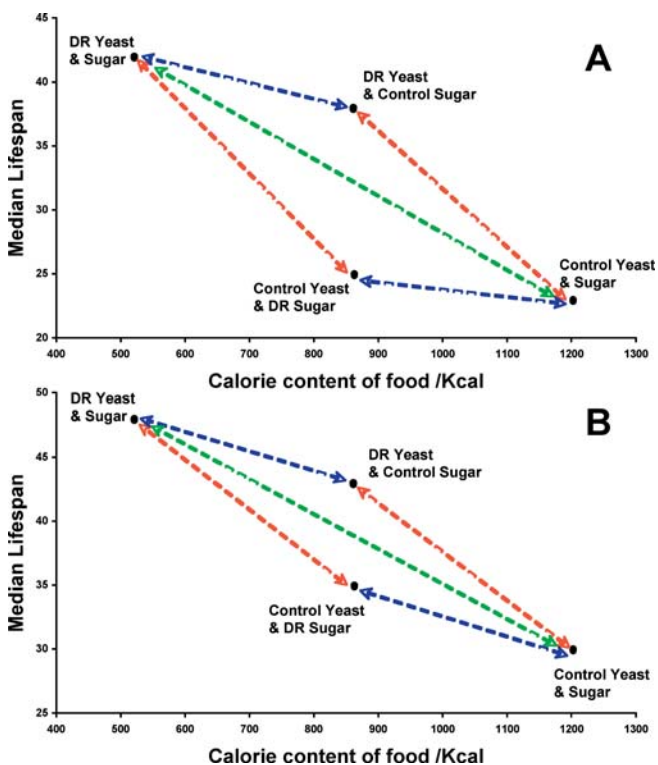 45
DR Yeast
& Sugar
A
40
DR Yeast
& Control Sugar
Median Lifespan
35
30
25
Control Yeast
& DR Sugar
Control Yeast
& Sugar
20
400 500 600 700 800 900 1000 1100 1200 1300
Calorie content of food /Kcal
50
DR Yeast
& Sugar
B
45
DR Yeast
& Control Sugar
Median Lifespan
40
35
Control Yeast
& DR Sugar
30
Control Yeast
& Sugar
25
400 500 600 700 800 900 1000 1100 1200 1300
Calorie content of food /Kcal